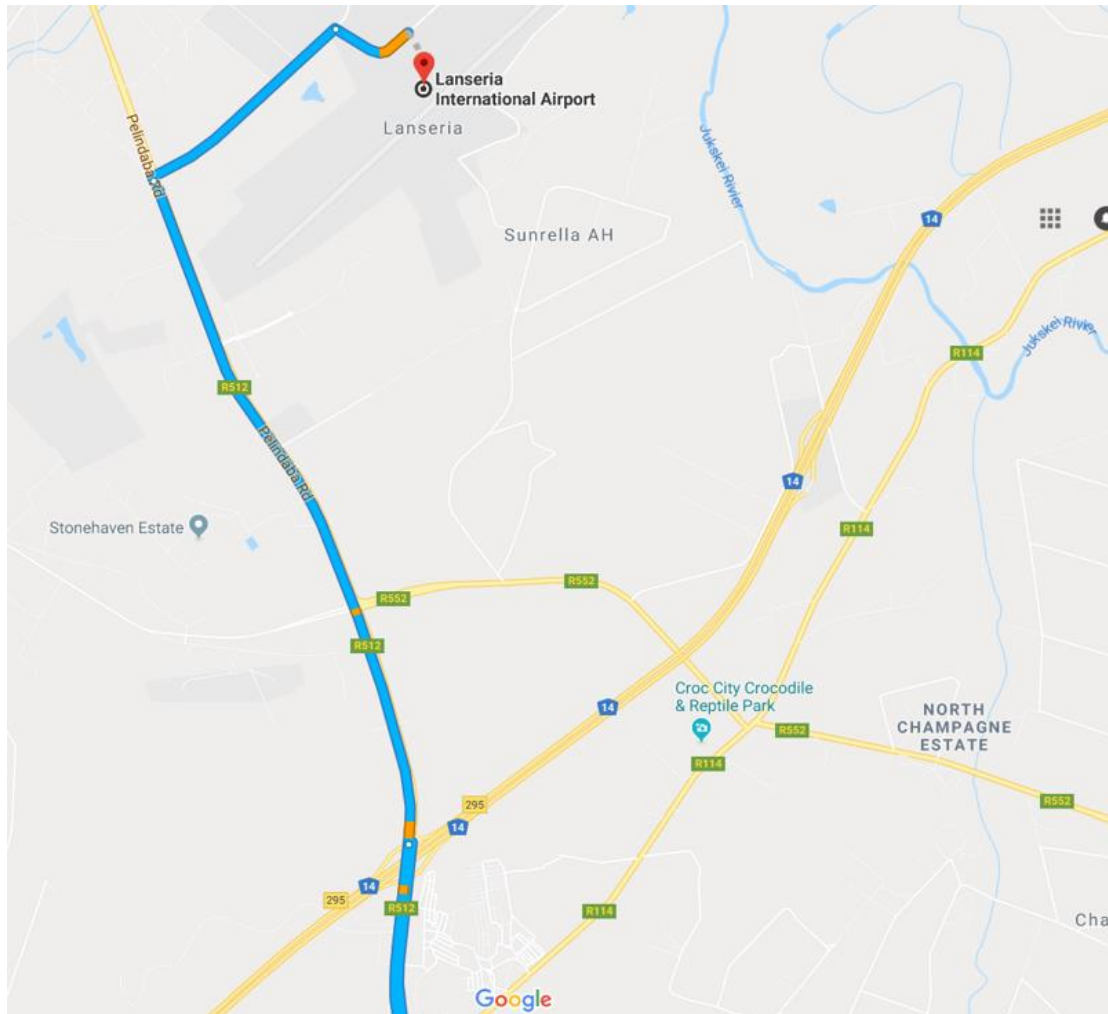 Lanseria
International Airport
Lanseria
Pelindaba Rd
Jukskei Rivier
14
Sunrella AH
R114
Jukskei Rivier
R512
Pelindaba Rd
14
Stonehaven Estate
R114
R552
R552
R512
Croc City Crocodile
& Reptile Park
14
NORTH
CHAMPAGNE
ESTATE
R552
R114
R552
295
14
14
295
R512
R114
Cha
Google